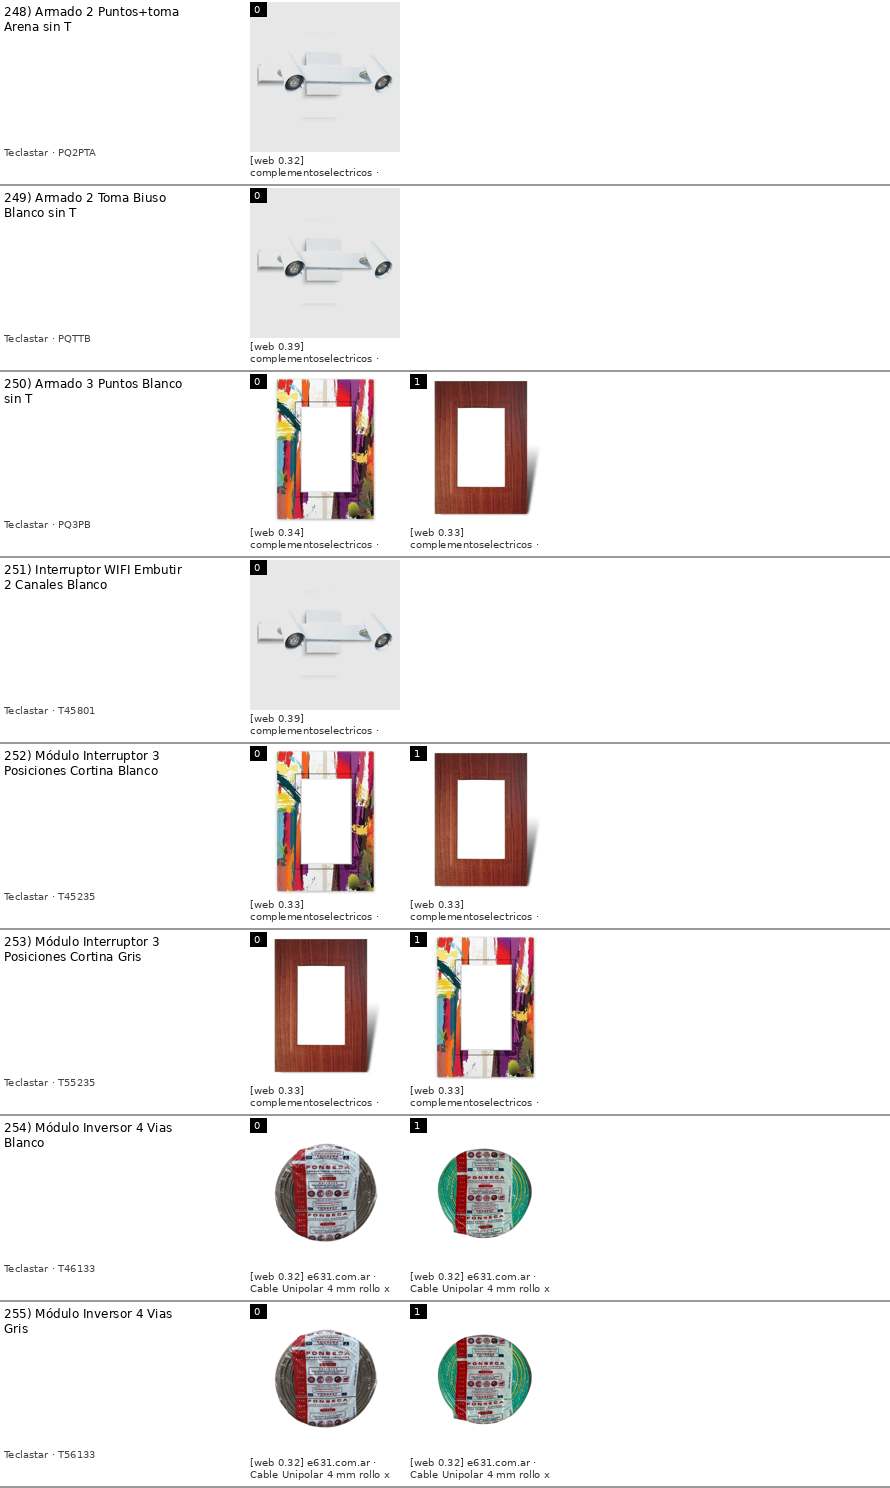 248) Armado 2 Puntos+toma
Arena sin T
Teclastar · PQ2PTA
0
[web 0.32]
complementoselectricos ·
249) Armado 2 Toma Biuso
Blanco sin T
Teclastar · PQTTB
0
[web 0.39]
complementoselectricos ·
250) Armado 3 Puntos Blanco
sin T
Teclastar · PQ3PB
0
[web 0.34]
complementoselectricos ·
1
[web 0.33]
complementoselectricos ·
251) Interruptor WIFI Embutir
2 Canales Blanco
Teclastar · T45801
0
[web 0.39]
complementoselectricos ·
252) Módulo Interruptor 3
Posiciones Cortina Blanco
Teclastar · T45235
0
[web 0.33]
complementoselectricos ·
1
[web 0.33]
complementoselectricos ·
253) Módulo Interruptor 3
Posiciones Cortina Gris
Teclastar · T55235
0
[web 0.33]
complementoselectricos ·
1
[web 0.33]
complementoselectricos ·
254) Módulo Inversor 4 Vias
Blanco
Teclastar · T46133
0
FONSECA
FONSECA
[web 0.32] e631.com.ar ·
Cable Unipolar 4 mm rollo x
1
FONSECA
FONSECA
[web 0.32] e631.com.ar ·
Cable Unipolar 4 mm rollo x
255) Módulo Inversor 4 Vias
Gris
Teclastar · T56133
0
FONSECA
FONSECA
[web 0.32] e631.com.ar ·
Cable Unipolar 4 mm rollo x
1
FONSECA
FONSECA
[web 0.32] e631.com.ar ·
Cable Unipolar 4 mm rollo x